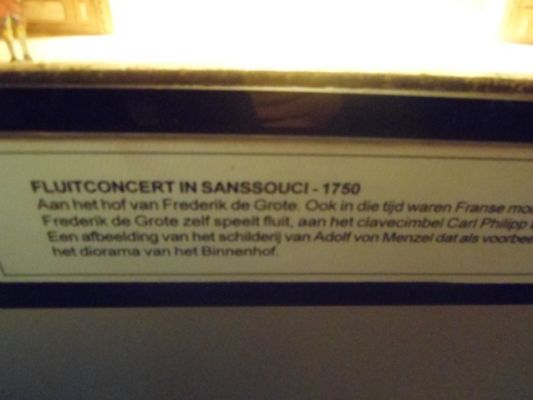 FLUITCONCERT IN SANSSOUCI - 1750
Aan het hof van Frederik de Grote. Ook in die tijd waren Franse mo
Frederik de Grote zelf speelt fluit, aan het clavecimbel Carl Philipp
Een afbeelding van het schilderij van Adolf von Menzel dat als voorbee
het diorama van het Binnenhof.